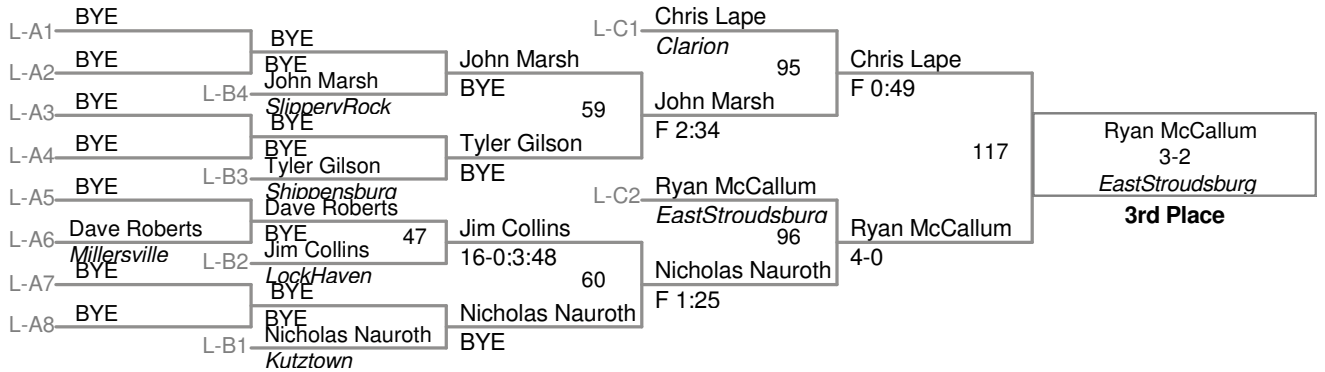 L-A1 BYE
BYE
L-A2 BYE
BYE
L-B4 John Marsh
SlipperyRock
John Marsh
BYE
L-A3 BYE
BYE
L-A4 BYE
BYE
L-B3 Tyler Gilson
Shippensburg
Tyler Gilson
BYE
59
John Marsh
F 2:34
L-C1 Chris Lape
Clarion
95
Chris Lape
F 0:49
L-A5 BYE
Dave Roberts
L-A6 Dave Roberts
Millersville
BYE
47
L-B2 Jim Collins
LockHaven
Jim Collins
16-0:3:48
L-A7 BYE
BYE
L-A8 BYE
BYE
L-B1 Nicholas Nauroth
Kutztown
Nicholas Nauroth
BYE
60
Nicholas Nauroth
F 1:25
L-C2 Ryan McCallum
EastStroudsburg
96
Ryan McCallum
4-0
117
Ryan McCallum
3-2
EastStroudsburg
3rd Place